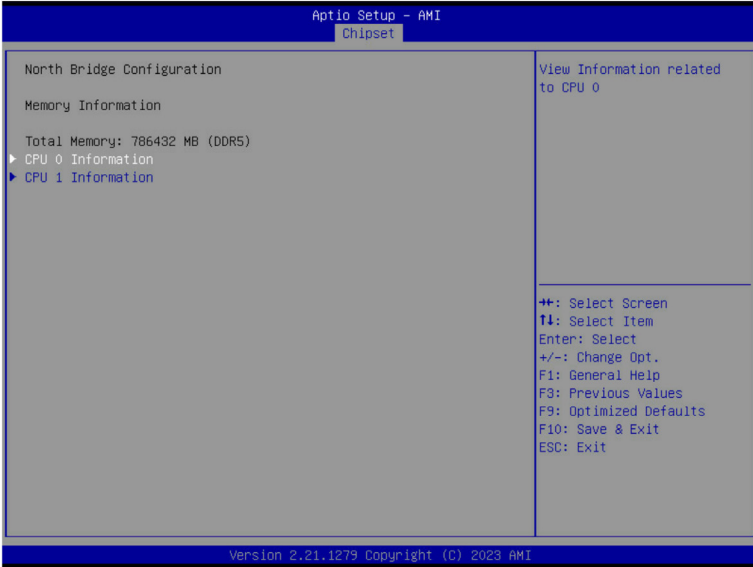 Aptio Setup – AMI
Chipset
North Bridge Configuration
Memory Information
Total Memory: 786432 MB (DDR5)
▶ CPU 0 Information
▶ CPU 1 Information
View Information related
to CPU 0
→←: Select Screen
↑↓: Select Item
Enter: Select
+/-: Change Opt.
F1: General Help
F3: Previous Values
F9: Optimized Defaults
F10: Save & Exit
ESC: Exit
Version 2.21.1279 Copyright (C) 2023 AMI